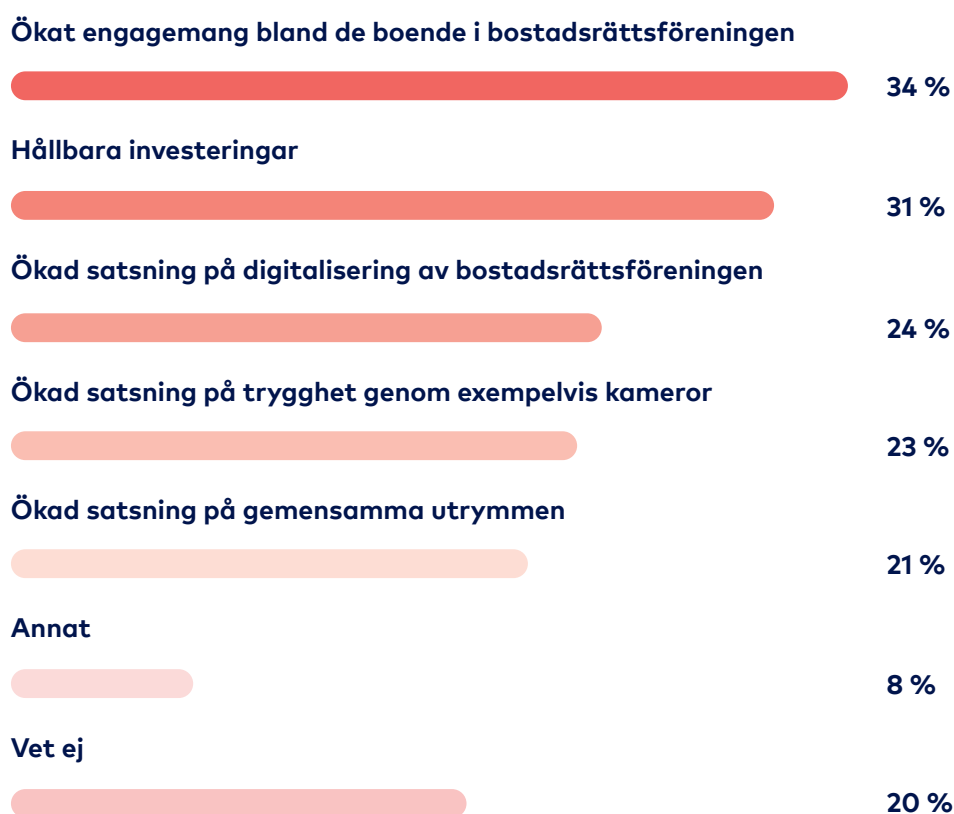 Ökat engagemang bland de boende i bostadsrättsföreningen
34 %
Hållbara investeringar
31 %
Ökad satsning på digitalisering av bostadsrättsföreningen
24 %
Ökad satsning på trygghet genom exempelvis kameror
23 %
Ökad satsning på gemensamma utrymmen
21 %
Annat
8 %
Vet ej
20 %